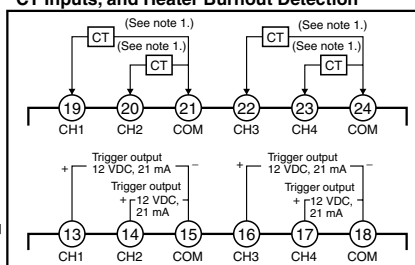 CT Inputs, and Heater Burnout Detection
(See note 1.) (See note 1.)
CT CT
(See note 1.) (See note 1.)
CT CT
19 20 21 22 23 24
CH1 CH2 COM CH3 CH4 COM
+ Trigger output 12 VDC, 21 mA − + Trigger output 12 VDC, 21 mA −
Trigger output + 12 VDC, − 21 mA Trigger output + 12 VDC, − 21 mA
13 14 15 16 17 18
CH1 CH2 COM CH3 CH4 COM